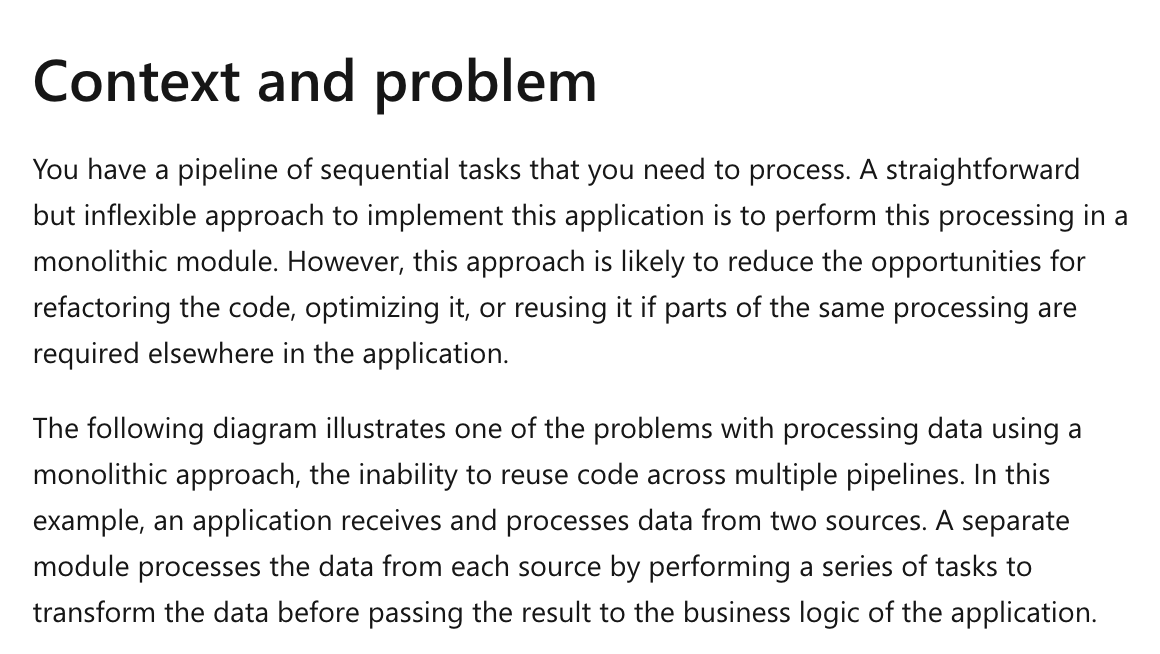 Context and problem
You have a pipeline of sequential tasks that you need to process. A straightforward
but inflexible approach to implement this application is to perform this processing in a
monolithic module. However, this approach is likely to reduce the opportunities for
refactoring the code, optimizing it, or reusing it if parts of the same processing are
required elsewhere in the application.
The following diagram illustrates one of the problems with processing data using a
monolithic approach, the inability to reuse code across multiple pipelines. In this
example, an application receives and processes data from two sources. A separate
module processes the data from each source by performing a series of tasks to
transform the data before passing the result to the business logic of the application.